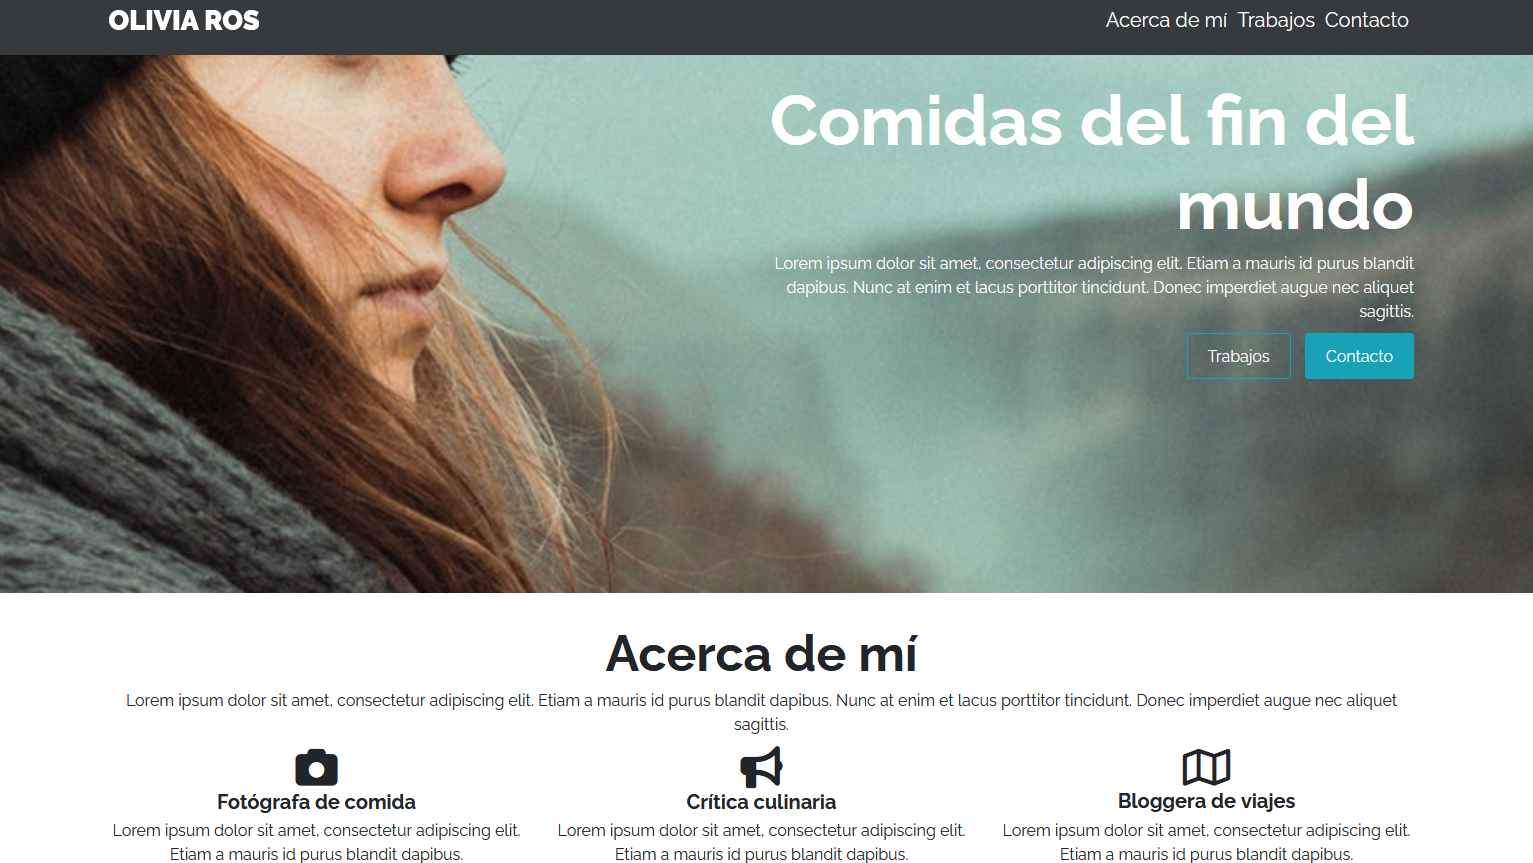 OLIVIA ROS
Acerca de mí Trabajos Contacto
Comidas del fin del
mundo
Lorem ipsum dolor sit amet, consectetur adipiscing elit. Etiam a mauris id purus blandit
dapibus. Nunc at enim et lacus porttitor tincidunt. Donec imperdiet augue nec aliquet
sagittis.
Trabajos Contacto
Acerca de mí
Lorem ipsum dolor sit amet, consectetur adipiscing elit. Etiam a mauris id purus blandit dapibus. Nunc at enim et lacus porttitor tincidunt. Donec imperdiet augue nec aliquet
sagittis.
Fotógrafa de comida
Lorem ipsum dolor sit amet, consectetur adipiscing elit.
Etiam a mauris id purus blandit dapibus.
Crítica culinaria
Lorem ipsum dolor sit amet, consectetur adipiscing elit.
Etiam a mauris id purus blandit dapibus.
Bloggera de viajes
Lorem ipsum dolor sit amet, consectetur adipiscing elit.
Etiam a mauris id purus blandit dapibus.